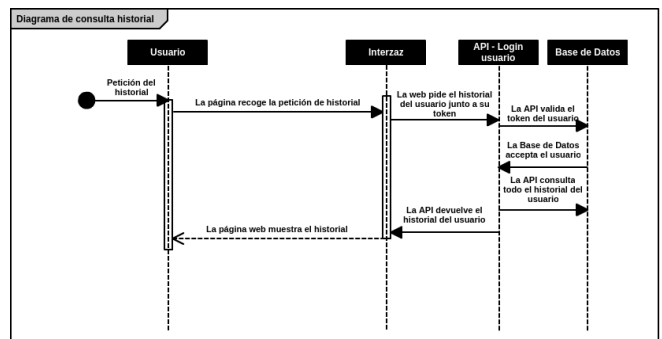 Diagrama de consulta historial
Usuario
Interzaz
API - Login
usuario
Base de Datos
Petición del
historial
La página recoge la petición de historial
La web pide el historial
del usuario junto a su
token
La API valida el
token del usuario
La Base de Datos
accepta el usuario
La API consulta
todo el historial del
usuario
La API devuelve el
historial del usuario
La página web muestra el historial